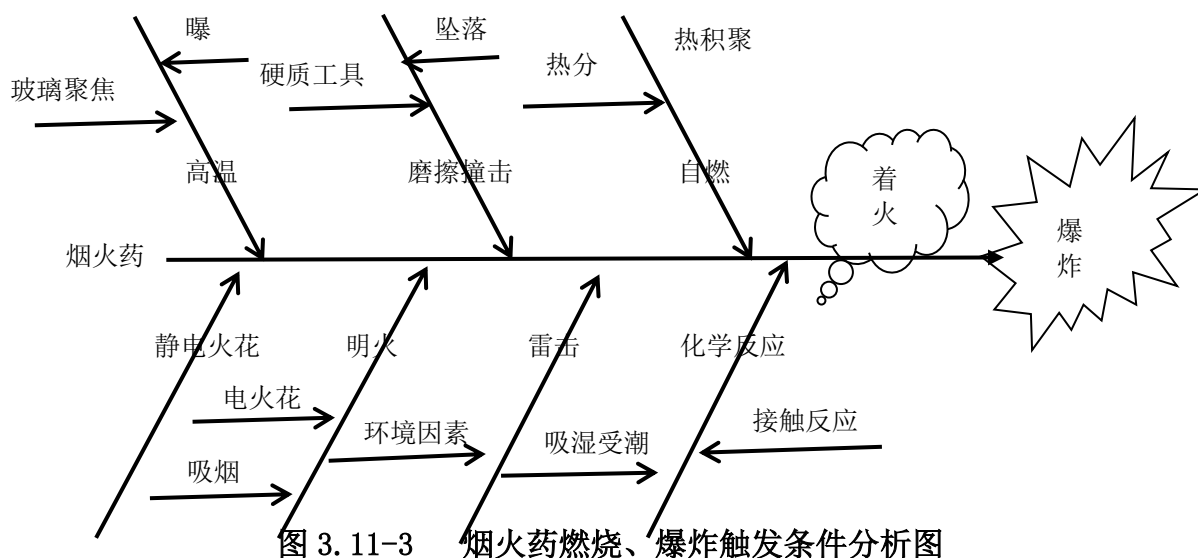 曝
坠落
热积聚
玻璃聚焦
硬质工具
热分
高温
磨擦撞击
自燃
着
火
爆
炸
烟火药
静电火花
明火
雷击
化学反应
电火花
环境因素
吸湿受潮
接触反应
吸烟
图 3.11-3 烟火药燃烧、爆炸触发条件分析图